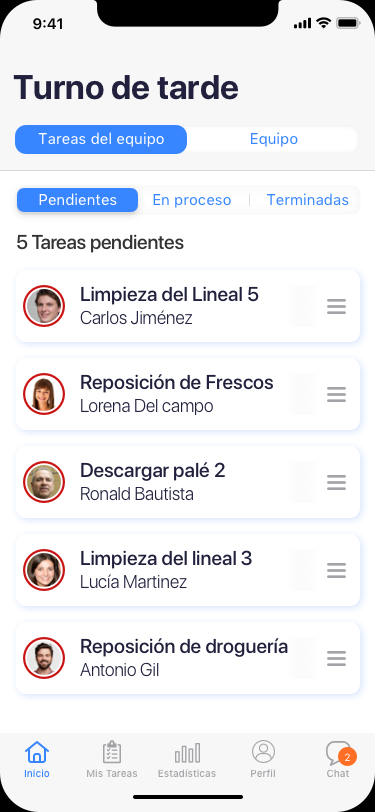 9:41
Turno de tarde
Tareas del equipo
Equipo
Pendientes
En proceso
Terminadas
5 Tareas pendientes
Limpieza del Lineal 5
Carlos Jiménez
Reposición de Frescos
Lorena Del campo
Descargar palé 2
Ronald Bautista
Limpieza del lineal 3
Lucía Martinez
Reposición de droguería
Antonio Gil
2
Inicio
Mis Tareas
Estadísticas
Perfil
Chat